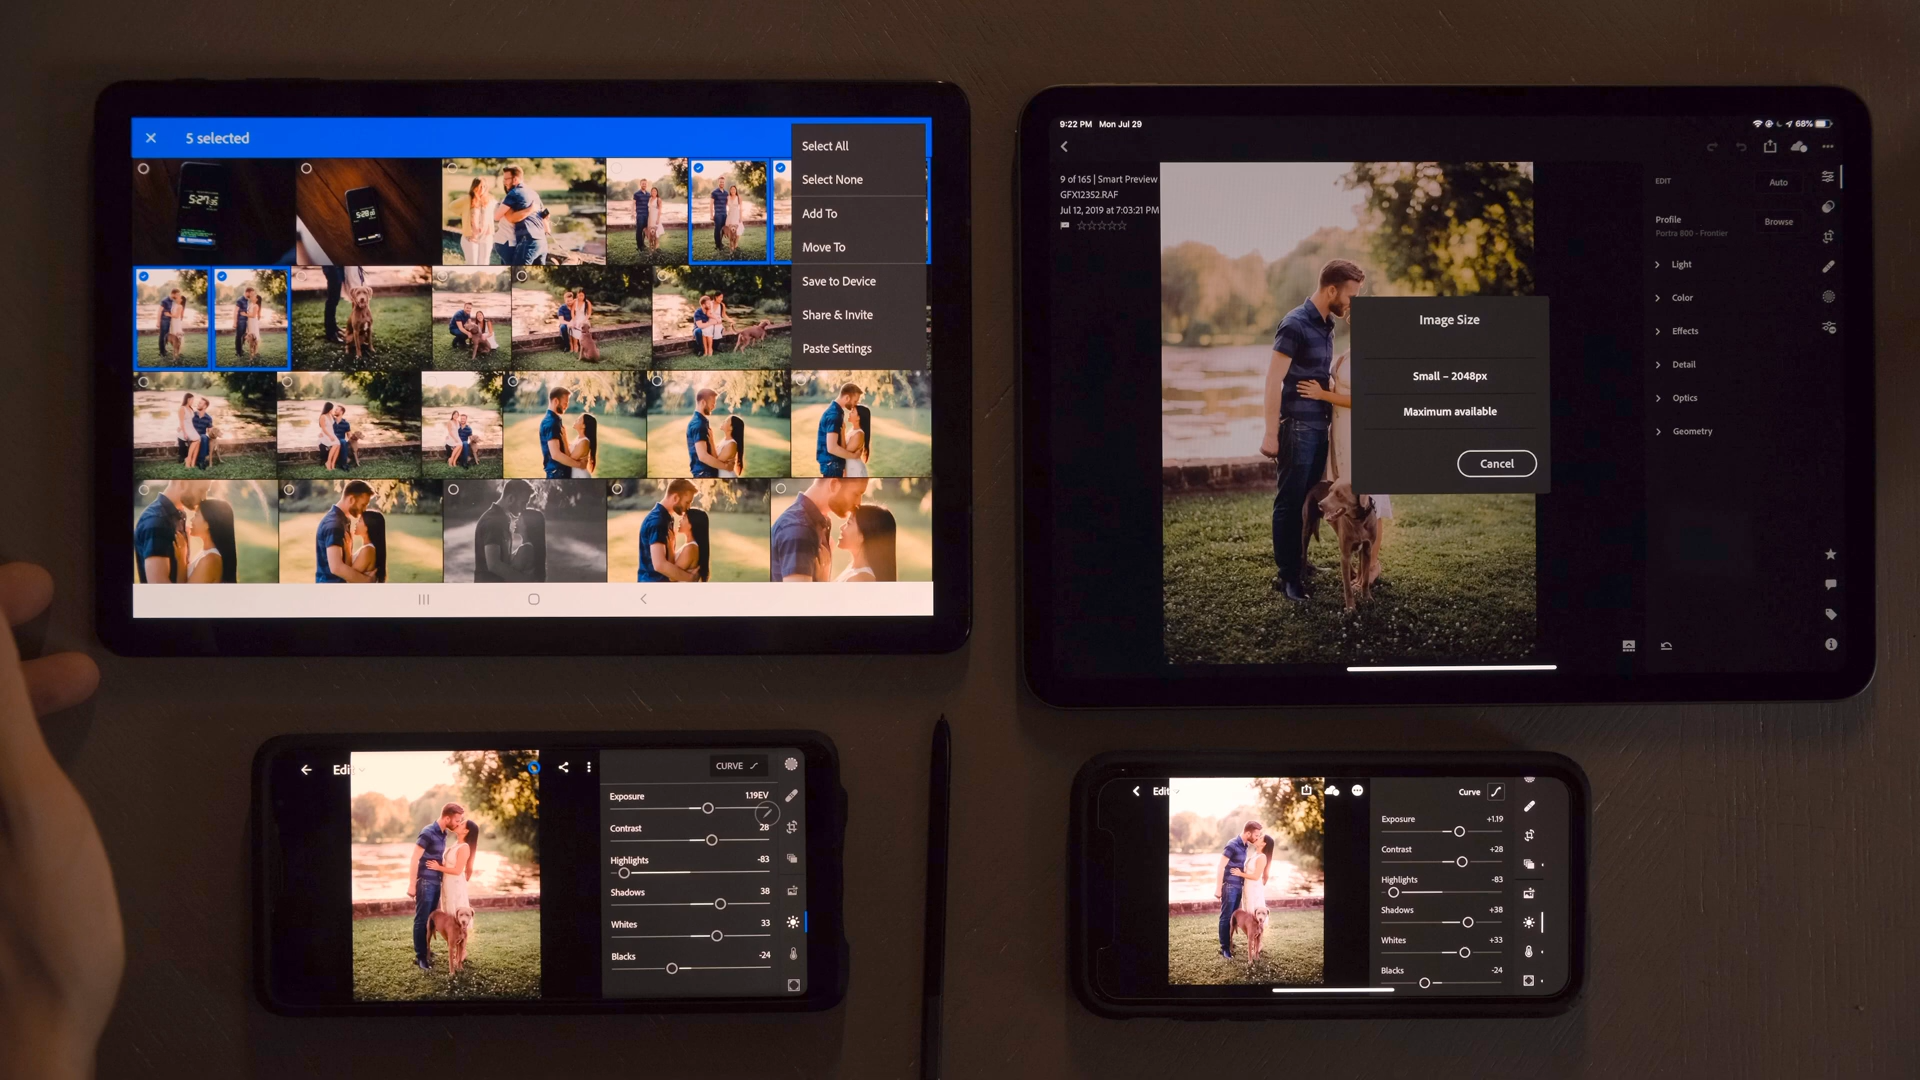 5 selected
Select All
Select None
Add To
Move To
Save to Device
Share & Invite
Paste Settings
9:22 PM Mon Jul 29
68%
9 of 165 | Smart Preview
GFX12352.RAF
Jul 12, 2019 at 7:03:21 PM
EDIT
Auto
Profile
Browse
Portra 800 - Frontier
Light
Color
Effects
Detail
Optics
Geometry
Image Size
Small – 2048px
Maximum available
Cancel
Edit
CURVE
Exposure 1.19EV
Contrast 28
Highlights -83
Shadows 38
Whites 33
Blacks -24
Edit
Curve
Exposure +1.19
Contrast +28
Highlights -83
Shadows +38
Whites +33
Blacks -24